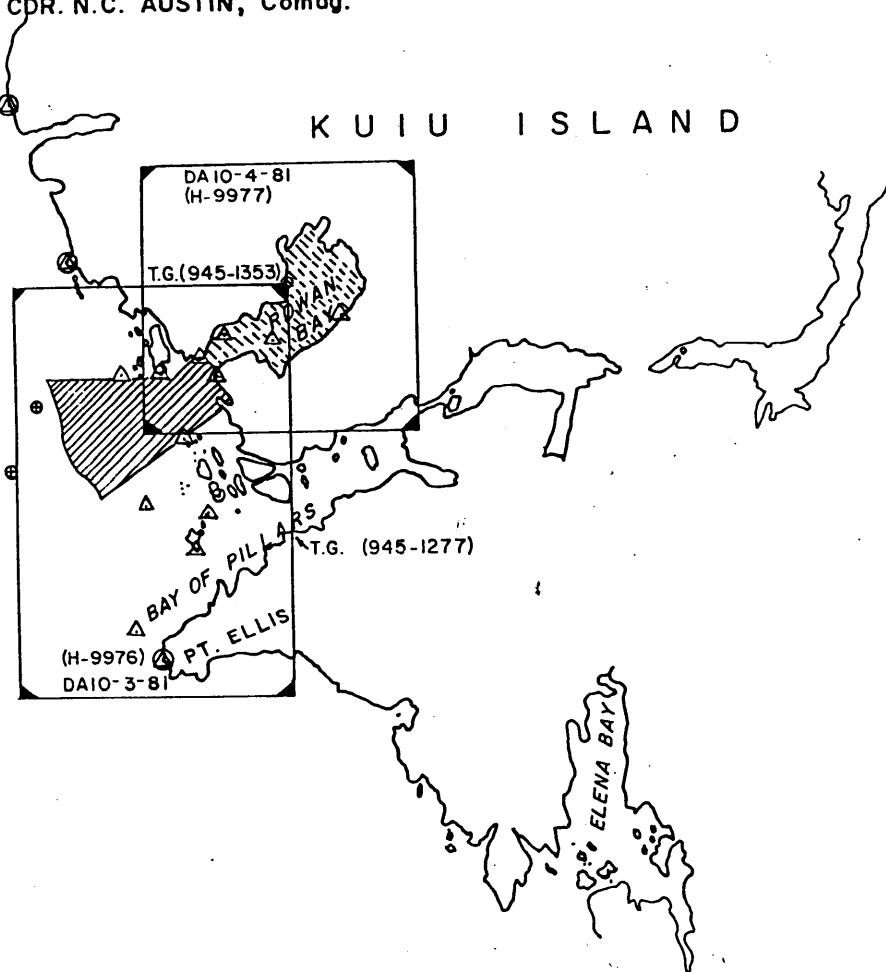 CDR. N.C. AUSTIN, Comdg.
KUIU ISLAND
DA10-4-81
(H-9977)
T.G.(945-1353)
ROWAN
BAY
T.G. (945-1277)
BAY OF PILLARS
PT. ELLIS
(H-9976)
DA10-3-81
ELENA BAY